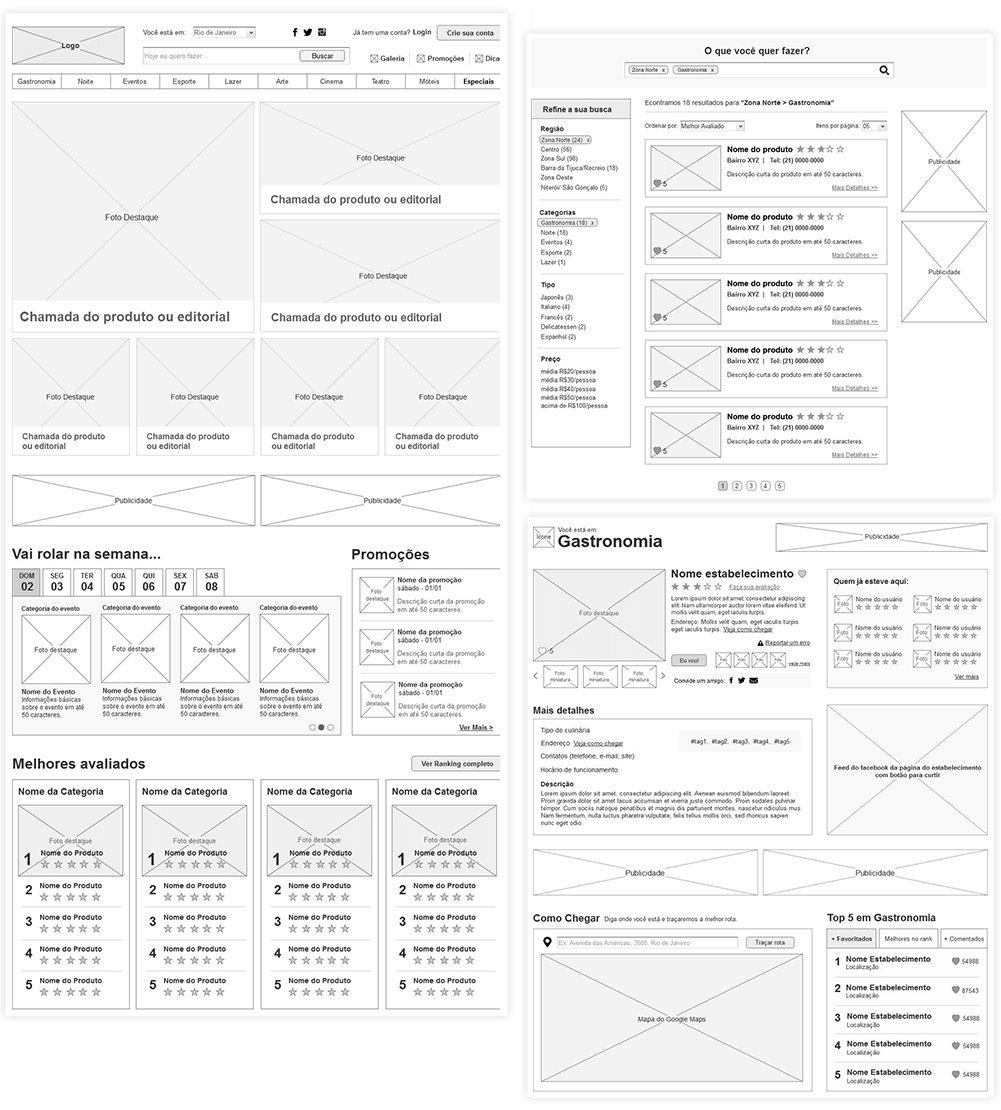 Logo
Você está em:
Rio de Janeiro
Já tem uma conta? Login
Crie sua conta
Hoje eu quero fazer...
Buscar
Galeria
Promoções
Dica
Gastronomia
Noite
Eventos
Esporte
Lazer
Arte
Cinema
Teatro
Móteis
Especiais
Foto Destaque
Chamada do produto ou editorial
Foto Destaque
Chamada do produto ou editorial
Foto Destaque
Chamada do produto ou editorial
Foto Destaque
Chamada do produto
ou editorial
Foto Destaque
Chamada do produto
ou editorial
Foto Destaque
Chamada do produto
ou editorial
Foto Destaque
Chamada do produto
ou editorial
Publicidade
Publicidade
Vai rolar na semana...
DOM
02
SEG
03
TER
04
QUA
05
QUI
06
SEX
07
SAB
08
Categoria do evento
Foto
destaque
Nome do Evento
Informações básicas
sobre o evento em até
50 caracteres.
Categoria do evento
Foto
destaque
Nome do Evento
Informações básicas
sobre o evento em até
50 caracteres.
Categoria do evento
Foto
destaque
Nome do Evento
Informações básicas
sobre o evento em até
50 caracteres.
Categoria do evento
Foto
destaque
Nome do Evento
Informações básicas
sobre o evento em até
50 caracteres.
Promoções
Foto
destaque
Nome da promoção
sábado - 01/01
Descrição curta da promoção
em até 50 caracteres.
Foto
destaque
Nome da promoção
sábado - 01/01
Descrição curta da promoção
em até 50 caracteres.
Foto
destaque
Nome da promoção
sábado - 01/01
Descrição curta da promoção
em até 50 caracteres.
Ver Mais >
Melhores avaliados
Ver Ranking completo
Nome da Categoria
Foto destaque
1 Nome do Produto
2 Nome do Produto
3 Nome do Produto
4 Nome do Produto
5 Nome do Produto
Nome da Categoria
Foto destaque
1 Nome do Produto
2 Nome do Produto
3 Nome do Produto
4 Nome do Produto
5 Nome do Produto
Nome da Categoria
Foto destaque
1 Nome do Produto
2 Nome do Produto
3 Nome do Produto
4 Nome do Produto
5 Nome do Produto
Nome da Categoria
Foto destaque
1 Nome do Produto
2 Nome do Produto
3 Nome do Produto
4 Nome do Produto
5 Nome do Produto
O que você quer fazer?
Zona Norte x
Gastronomia x
Refine a sua busca
Região
Zona Norte (24) x
Centro (56)
Zona Sul (98)
Barra da Tijuca/Recreio (18)
Zona Oeste
Niterói/ São Gonçalo (5)
Categorias
Gastronomia (18) x
Noite (18)
Eventos (4)
Esporte (2)
Lazer (1)
Tipo
Japonês (3)
Italiano (4)
Francês (2)
Delicatessen (2)
Espanhol (2)
Preço
média R$20/pessoa
média R$30/pessoa
média R$40/pessoa
média R$50/pessoa
acima de R$100/pessoa
Econtramos 18 resultados para "Zona Norte > Gastronomia"
Ordenar por: Melhor Avaliado
Itens por página: 05
5
Nome do produto
Bairro XYZ | Tel: (21) 0000-0000
Descrição curta do produto em até 50 caracteres.
Mais Detalhes >>
5
Nome do produto
Bairro XYZ | Tel: (21) 0000-0000
Descrição curta do produto em até 50 caracteres.
Mais Detalhes >>
5
Nome do produto
Bairro XYZ | Tel: (21) 0000-0000
Descrição curta do produto em até 50 caracteres.
Mais Detalhes >>
5
Nome do produto
Bairro XYZ | Tel: (21) 0000-0000
Descrição curta do produto em até 50 caracteres.
Mais Detalhes >>
5
Nome do produto
Bairro XYZ | Tel: (21) 0000-0000
Descrição curta do produto em até 50 caracteres.
Mais Detalhes >>
1 2 3 4 5
Publicidade
Publicidade
Ícone
Você está em:
Gastronomia
Publicidade
Foto destaque
5
Foto
miniatura
Foto
miniatura
Foto
miniatura
Nome estabelecimento
Faça sua avaliação
Lorem ipsum dolor sit amet, consectetur adipiscing
elit. Nam ullamcorper auctor lorem vitae eleifend. Ut
mollis velit quam, eget iaculis turpis.
Endereço: Mollis velit quam, eget iaculis turpis
eget iaculis turpis. Veja como chegar
Reportar um erro
Eu vou!
Foto
Foto
Foto
Foto
veja mais
Convide um amigo:
Quem já esteve aqui:
Foto
Nome do usuário
Foto
Nome do usuário
Foto
Nome do usuário
Foto
Nome do usuário
Foto
Nome do usuário
Foto
Nome do usuário
Ver mais
Mais detalhes
Tipo de culinária
Endereço Veja como chegar
Contatos (telefone, e-mail, site)
Horário de funcionamento
#tag1, #tag2, #tag3, #tag4, #tag5
Descrição
Lorem ipsum dolor sit amet, consectetur adipiscing elit. Aenean euismod bibendum laoreet.
Proin gravida dolor sit amet lacus accumsan et viverra justo commodo. Proin sodales pulvinar
tempor. Cum sociis natoque penatibus et magnis dis parturient montes, nascetur ridiculus mus.
Nam fermentum, nulla luctus pharetra vulputate, felis tellus mollis orci, sed rhoncus sapien
nunc eget odio.
Feed do facebook da página do estabelecimento
com botão para curtir
Publicidade
Publicidade
Como Chegar Diga onde você está e traçaremos a melhor rota.
Ex: Avenida das Américas, 3500, Rio de Janeiro
Traçar rota
Mapa do Google Maps
Top 5 em Gastronomia
+ Favoritados
Melhores no rank
+ Comentados
1 Nome Estabelecimento
Localização
54988
2 Nome Estabelecimento
Localização
87543
3 Nome Estabelecimento
Localização
54988
4 Nome Estabelecimento
Localização
54988
5 Nome Estabelecimento
Localização
54988